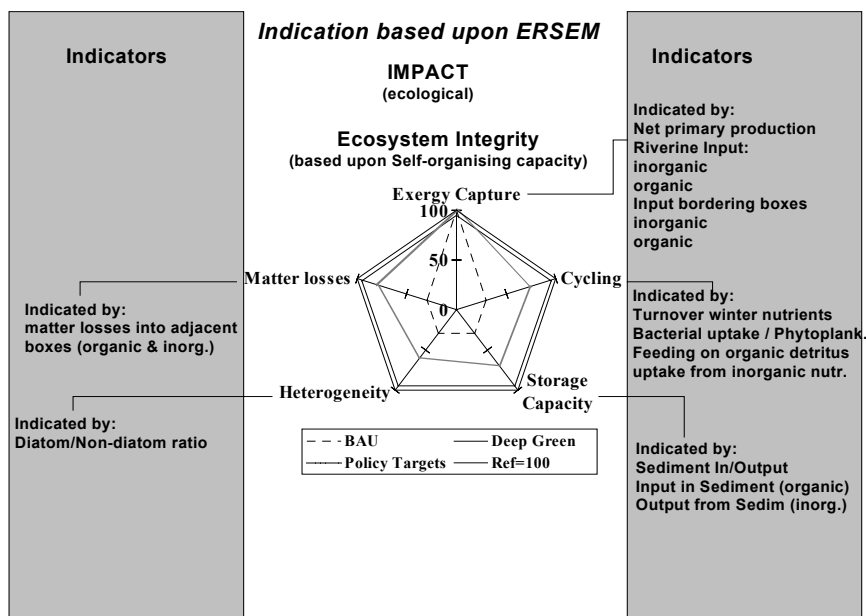 Indication based upon ERSEM
Indicators
IMPACT
(ecological)
Ecosystem Integrity
(based upon Self-organising capacity)
Indicators
Indicated by:
Net primary production
Riverine Input:
inorganic
organic
Input bordering boxes
inorganic
organic
Exergy Capture
100
50
0
Matter losses
Cycling
Heterogeneity
Storage
Capacity
Indicated by:
matter losses into adjacent
boxes (organic & inorg.)
Indicated by:
Turnover winter nutrients
Bacterial uptake / Phytoplank.
Feeding on organic detritus
uptake from inorganic nutr.
Indicated by:
Diatom/Non-diatom ratio
Indicated by:
Sediment In/Output
Input in Sediment (organic)
Output from Sedim (inorg.)
BAU
Deep Green
Policy Targets
Ref=100